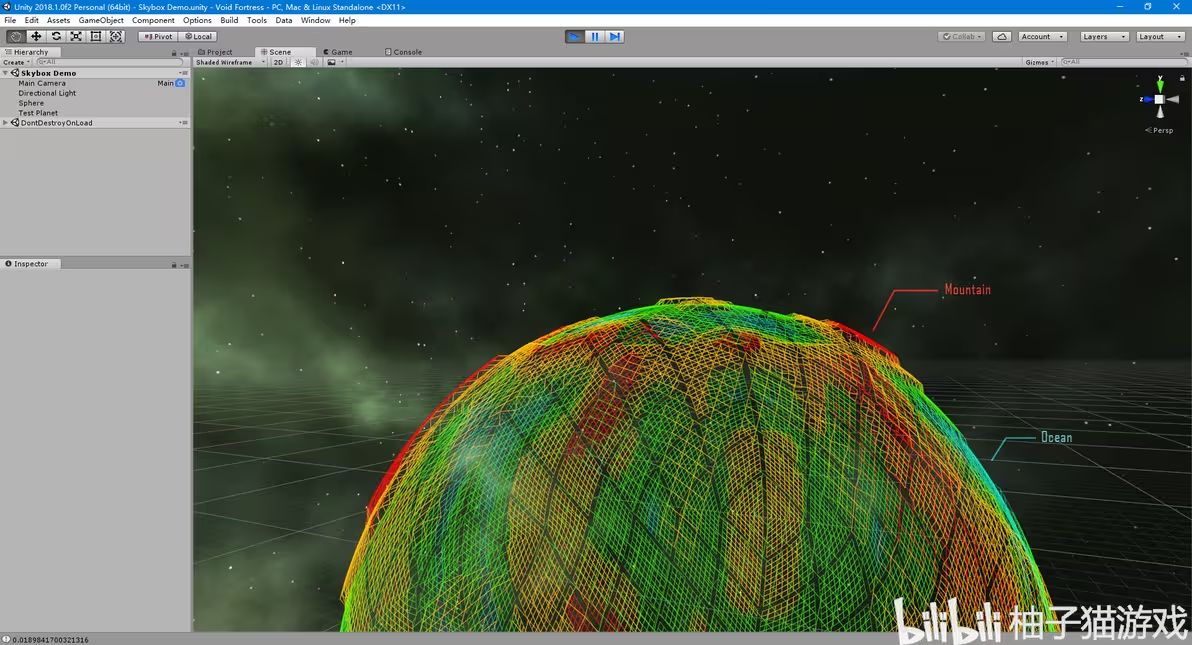 Unity 2018.1.0f2 Personal (64bit) - Skybox Demo.unity - Void Fortress - PC, Mac & Linux Standalone <DX11>
File Edit Assets GameObject Component Options Build Tools Data Window Help
Pivot Local Collab Account Layers Layout
Hierarchy Project Scene Game Console
Create All Shaded Wireframe 2D Gizmos All
Skybox Demo
Main Camera Main
Directional Light
Sphere
Test Planet
DontDestroyOnLoad
y
z
Persp
Inspector
Mountain
Ocean
bilibili 柚子猫游戏
0.0189841700321316